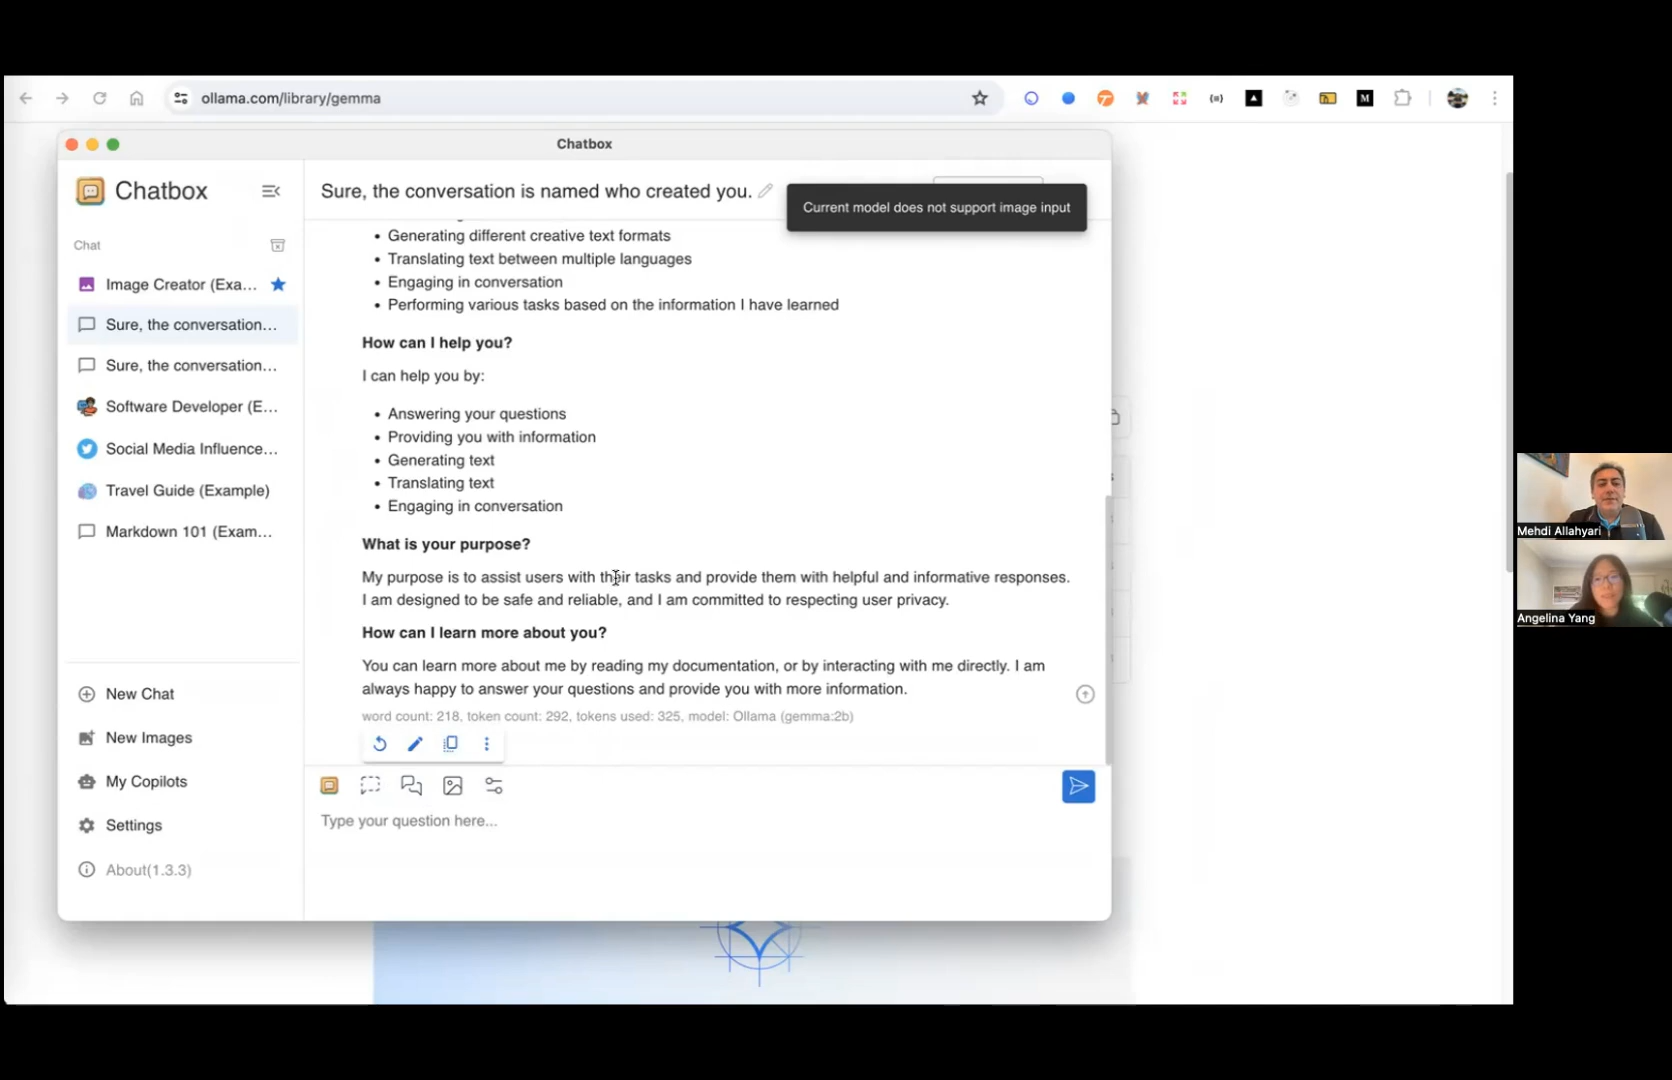 ollama.com/library/gemma
M
Chatbox
Chatbox
Sure, the conversation is named who created you.
Current model does not support image input
Chat
Image Creator (Exa...
Sure, the conversation...
Sure, the conversation...
Software Developer (E...
Social Media Influence...
Travel Guide (Example)
Markdown 101 (Exam...
New Chat
New Images
My Copilots
Settings
About(1.3.3)
• Generating different creative text formats
• Translating text between multiple languages
• Engaging in conversation
• Performing various tasks based on the information I have learned
How can I help you?
I can help you by:
• Answering your questions
• Providing you with information
• Generating text
• Translating text
• Engaging in conversation
What is your purpose?
My purpose is to assist users with their tasks and provide them with helpful and informative responses.
I am designed to be safe and reliable, and I am committed to respecting user privacy.
How can I learn more about you?
You can learn more about me by reading my documentation, or by interacting with me directly. I am
always happy to answer your questions and provide you with more information.
word count: 218, token count: 292, tokens used: 325, model: Ollama (gemma:2b)
Type your question here...
Mehdi Allahyari
Angelina Yang